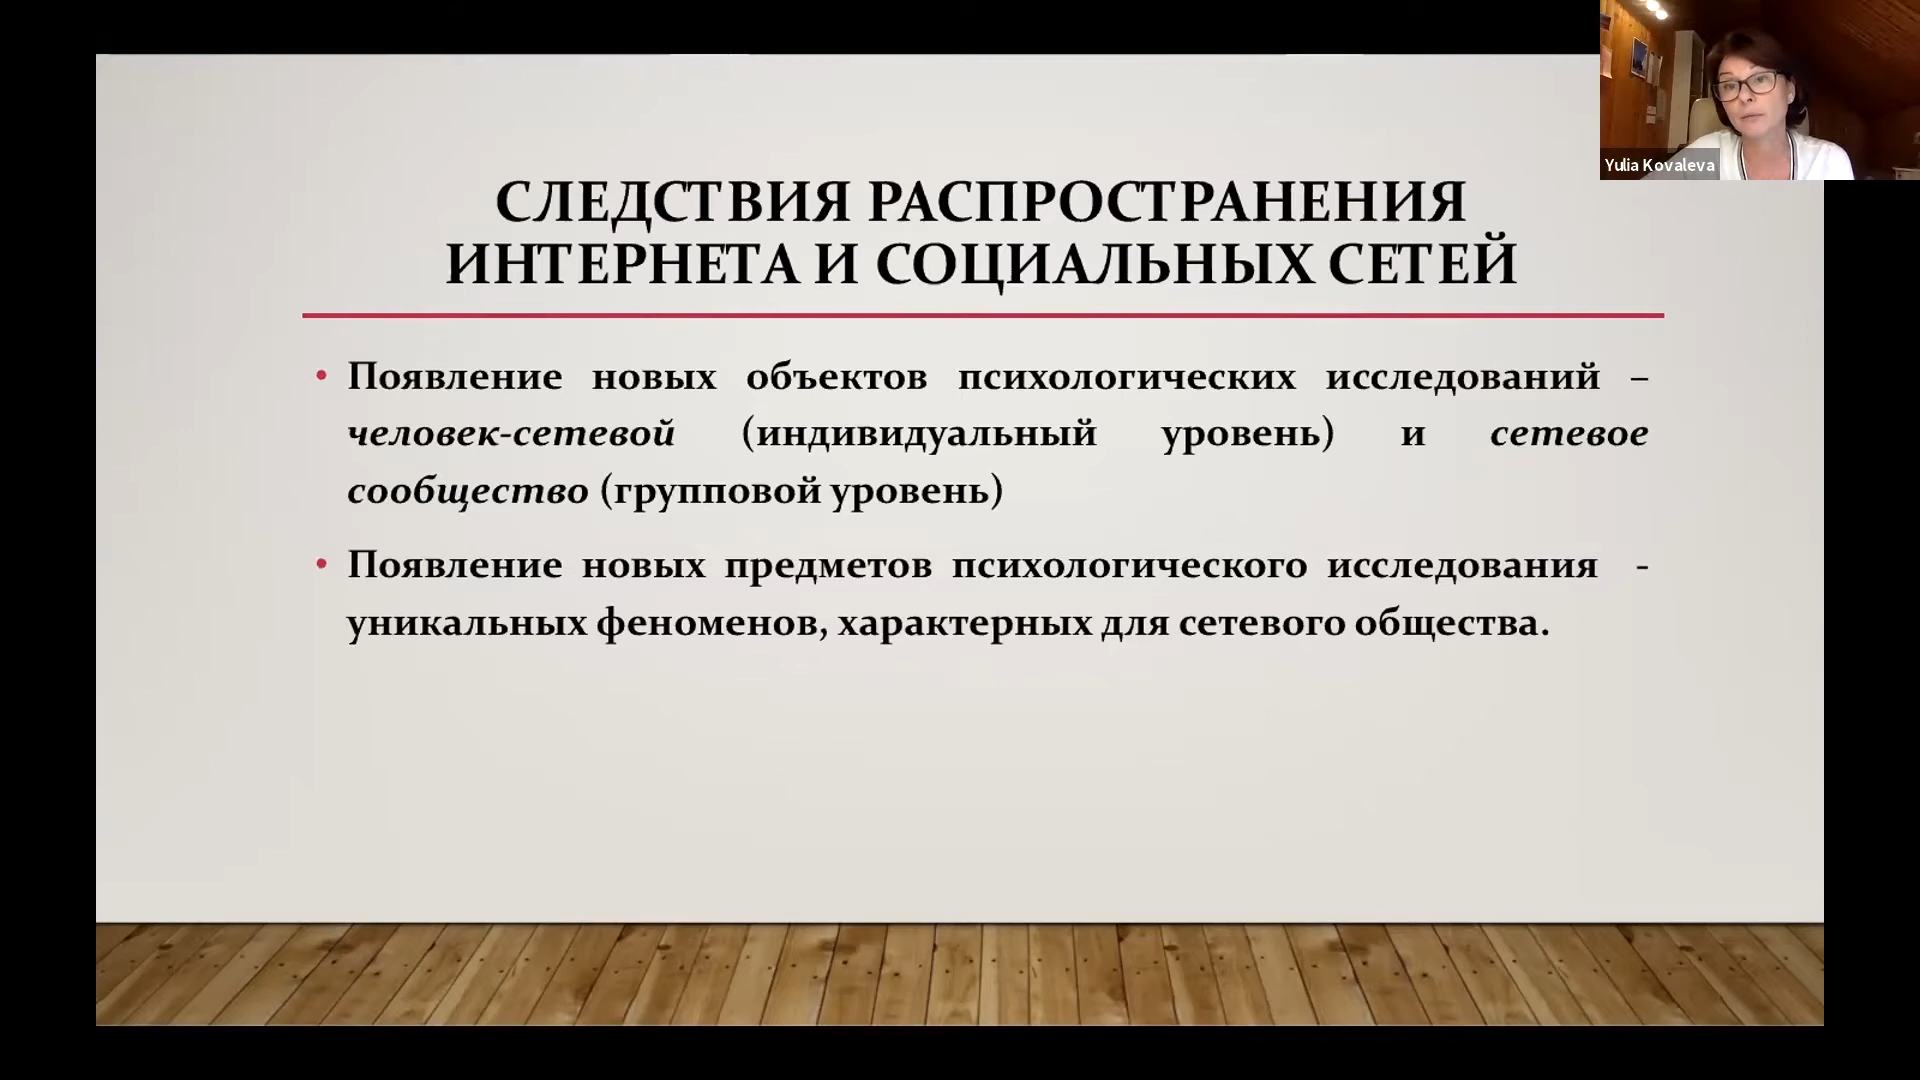 Yulia Kovaleva
СЛЕДСТВИЯ РАСПРОСТРАНЕНИЯ
ИНТЕРНЕТА И СОЦИАЛЬНЫХ СЕТЕЙ
• Появление новых объектов психологических исследований –
человек-сетевой (индивидуальный уровень) и сетевое
сообщество (групповой уровень)
• Появление новых предметов психологического исследования -
уникальных феноменов, характерных для сетевого общества.